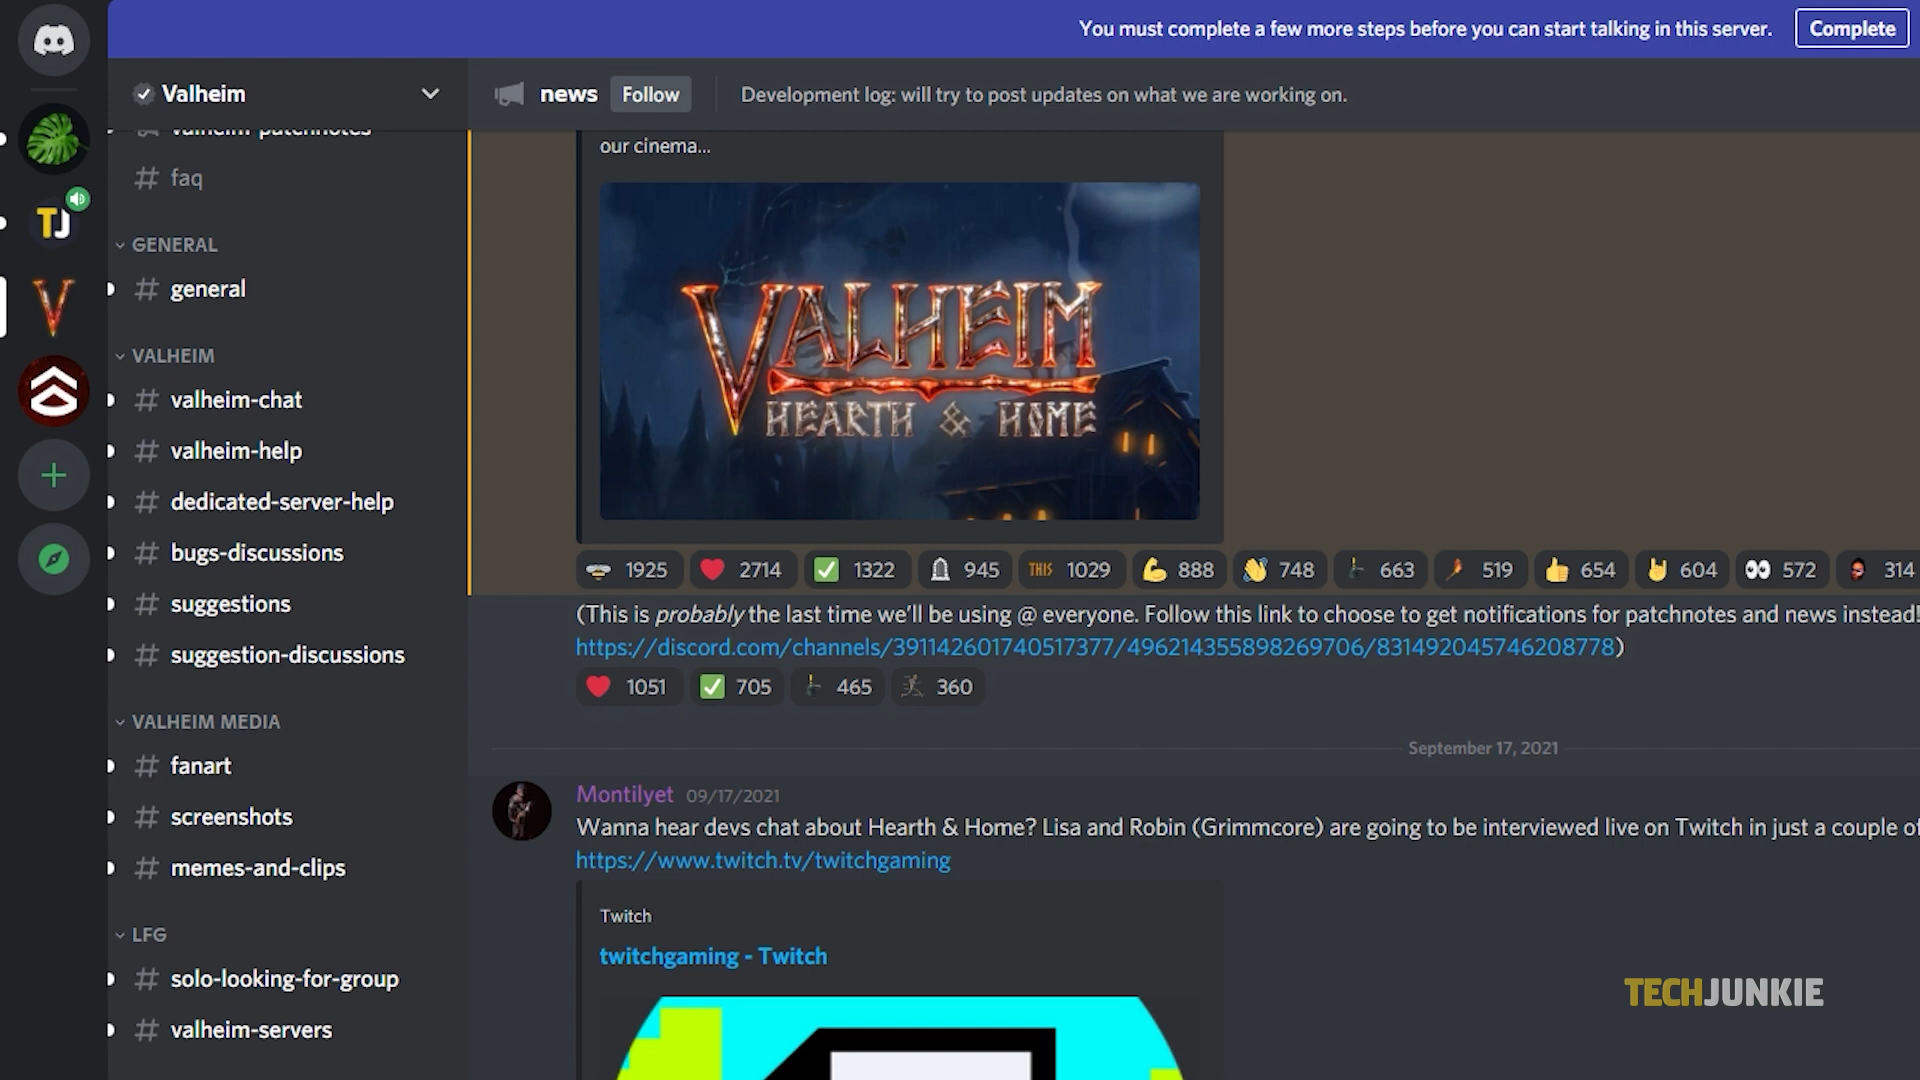 You must complete a few more steps before you can start talking in this server.
Complete
Valheim
news
Follow
Development log: will try to post updates on what we are working on.
valheim-patchnotes
faq
GENERAL
general
VALHEIM
valheim-chat
valheim-help
dedicated-server-help
bugs-discussions
suggestions
suggestion-discussions
VALHEIM MEDIA
fanart
screenshots
memes-and-clips
LFG
solo-looking-for-group
valheim-servers
TJ
our cinema...
VALHEIM
HEARTH & HOME
1925 2714 1322 945 THIS 1029 888 748 663 519 654 604 572 314
(This is probably the last time we'll be using @ everyone. Follow this link to choose to get notifications for patchnotes and news instead!
https://discord.com/channels/391142601740517377/496214355898269706/831492045746208778)
1051 705 465 360
September 17, 2021
Montilyet 09/17/2021
Wanna hear devs chat about Hearth & Home? Lisa and Robin (Grimmcore) are going to be interviewed live on Twitch in just a couple of
https://www.twitch.tv/twitchgaming
Twitch
twitchgaming - Twitch
TECHJUNKIE